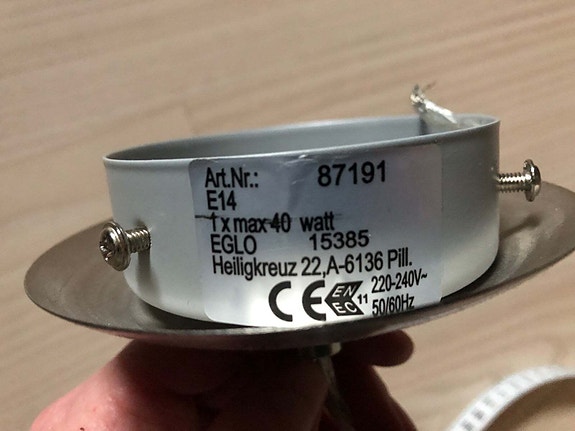 Art.Nr.: 87191
E14
1 x max 40 watt
EGLO 15385
Heiligkreuz 22,A-6136 Pill.
CE EN EC 11 220-240V~
50/60Hz